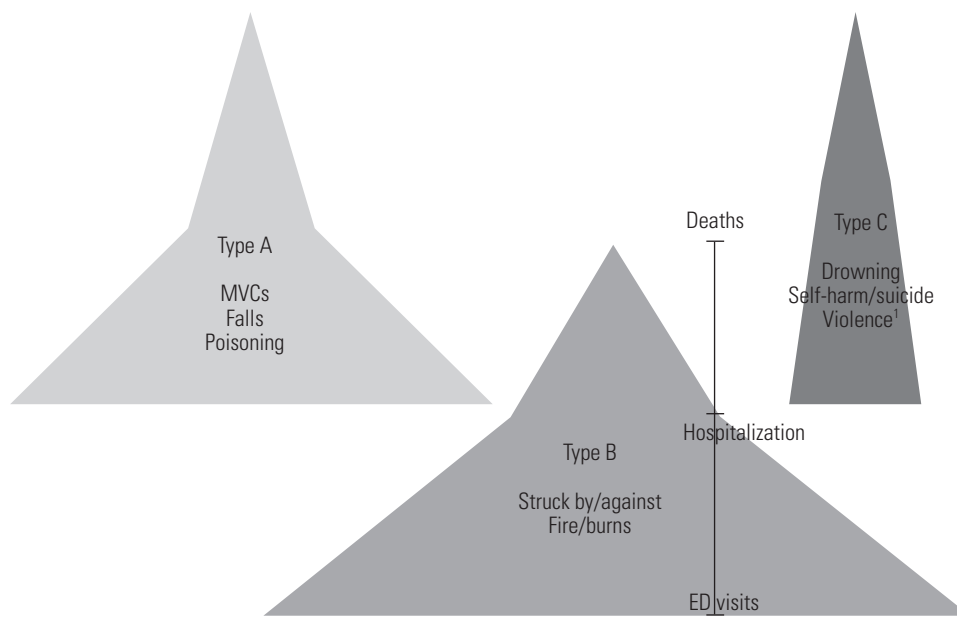 Type A
MVCs
Falls
Poisoning
Deaths
Type C
Drowning
Self-harm/suicide
Violence¹
Hospitalization
Type B
Struck by/against
Fire/burns
ED visits